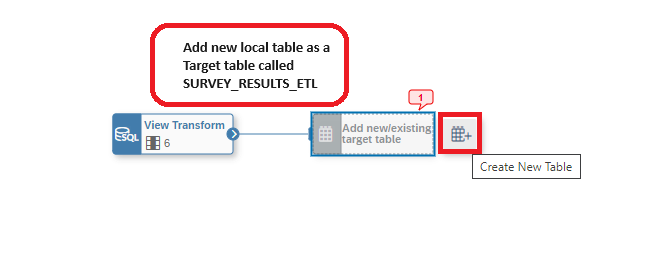 Add new local table as a
Target table called
SURVEY_RESULTS_ETL
1
View Transform
SQL
6
Add new/existing
target table
Create New Table